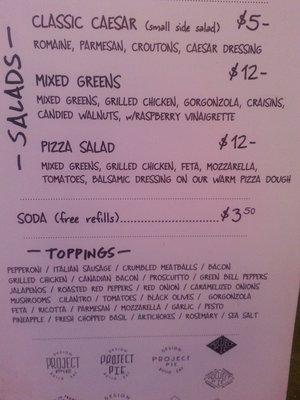 CLASSIC CAESAR (small side salad) $5-
ROMAINE, PARMESAN, CROUTONS, CAESAR DRESSING
MIXED GREENS $12-
MIXED GREENS, GRILLED CHICKEN, GORGONZOLA, CRAISINS,
CANDIED WALNUTS, w/RASPBERRY VINAIGRETTE
PIZZA SALAD $12-
MIXED GREENS, GRILLED CHICKEN, FETA, MOZZARELLA,
TOMATOES, BALSAMIC DRESSING ON OUR WARM PIZZA DOUGH
- SALADS -
SODA (free refills)........................ $3.50
- TOPPINGS -
PEPPERONI / ITALIAN SAUSAGE / CRUMBLED MEATBALLS / BACON
GRILLED CHICKEN / CANADIAN BACON / PROSCUITTO / GREEN BELL PEPPERS
JALAPENOS / ROASTED RED PEPPERS / RED ONION / CARAMELIZED ONIONS
MUSHROOMS CILANTRO / TOMATOES / BLACK OLIVES / GORGONZOLA
FETA / RICOTTA / PARMESAN / MOZZARELLA / GARLIC / PESTO
PINEAPPLE / FRESH CHOPPED BASIL / ARTICHOKES / ROSEMARY / SEA SALT
DESIGN
PROJECT
PIE
DESIGN
PROJECT
PIE
DESIGN
PROJECT
PIE